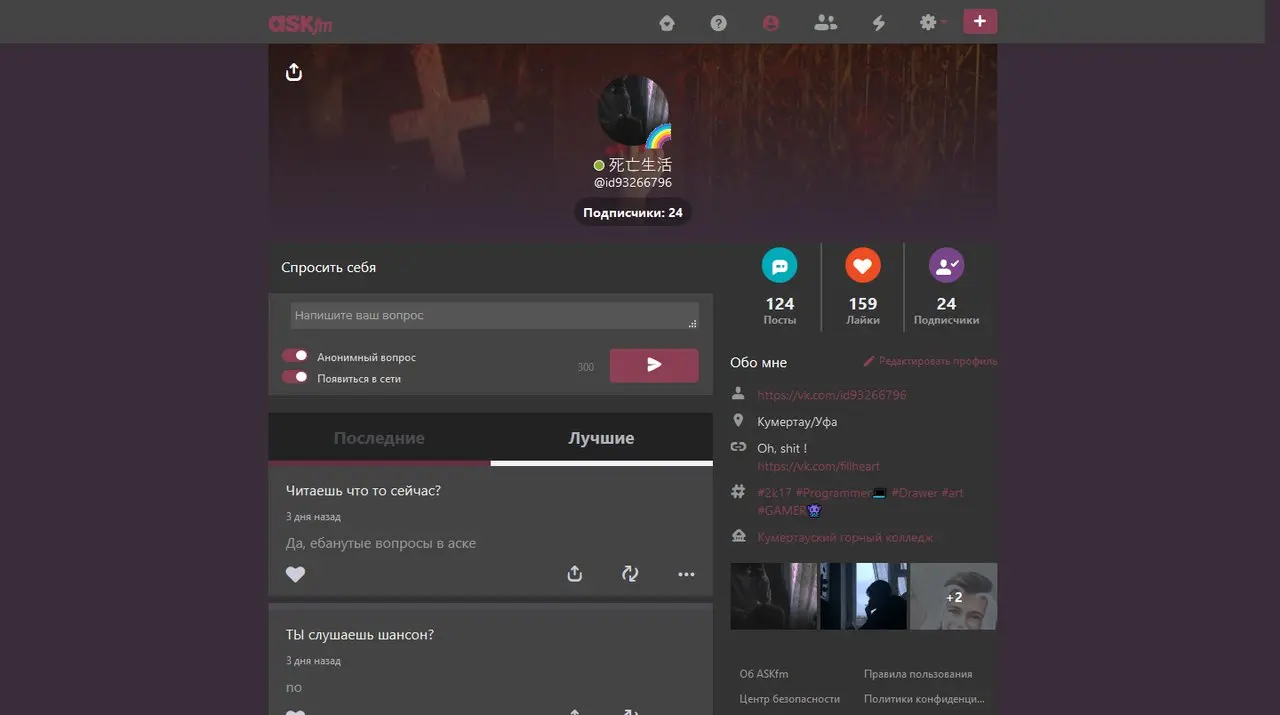 ASKfm
死亡生活
@id93266796
Подписчики: 24
Спросить себя
Напишите ваш вопрос
Анонимный вопрос
Появиться в сети
300
Последние
Лучшие
Читаешь что то сейчас?
3 дня назад
Да, ебанутые вопросы в аске
ТЫ слушаешь шансон?
3 дня назад
no
124
Посты
159
Лайки
24
Подписчики
Обо мне
Редактировать профиль
https://vk.com/id93266796
Кумертау/Уфа
Oh, shit !
https://vk.com/fillheart
#2k17 #Programmer #Drawer #art
#GAMER
Кумертауский горный колледж
+2
Об ASKfm
Правила пользования
Центр безопасности
Политики конфиденци...